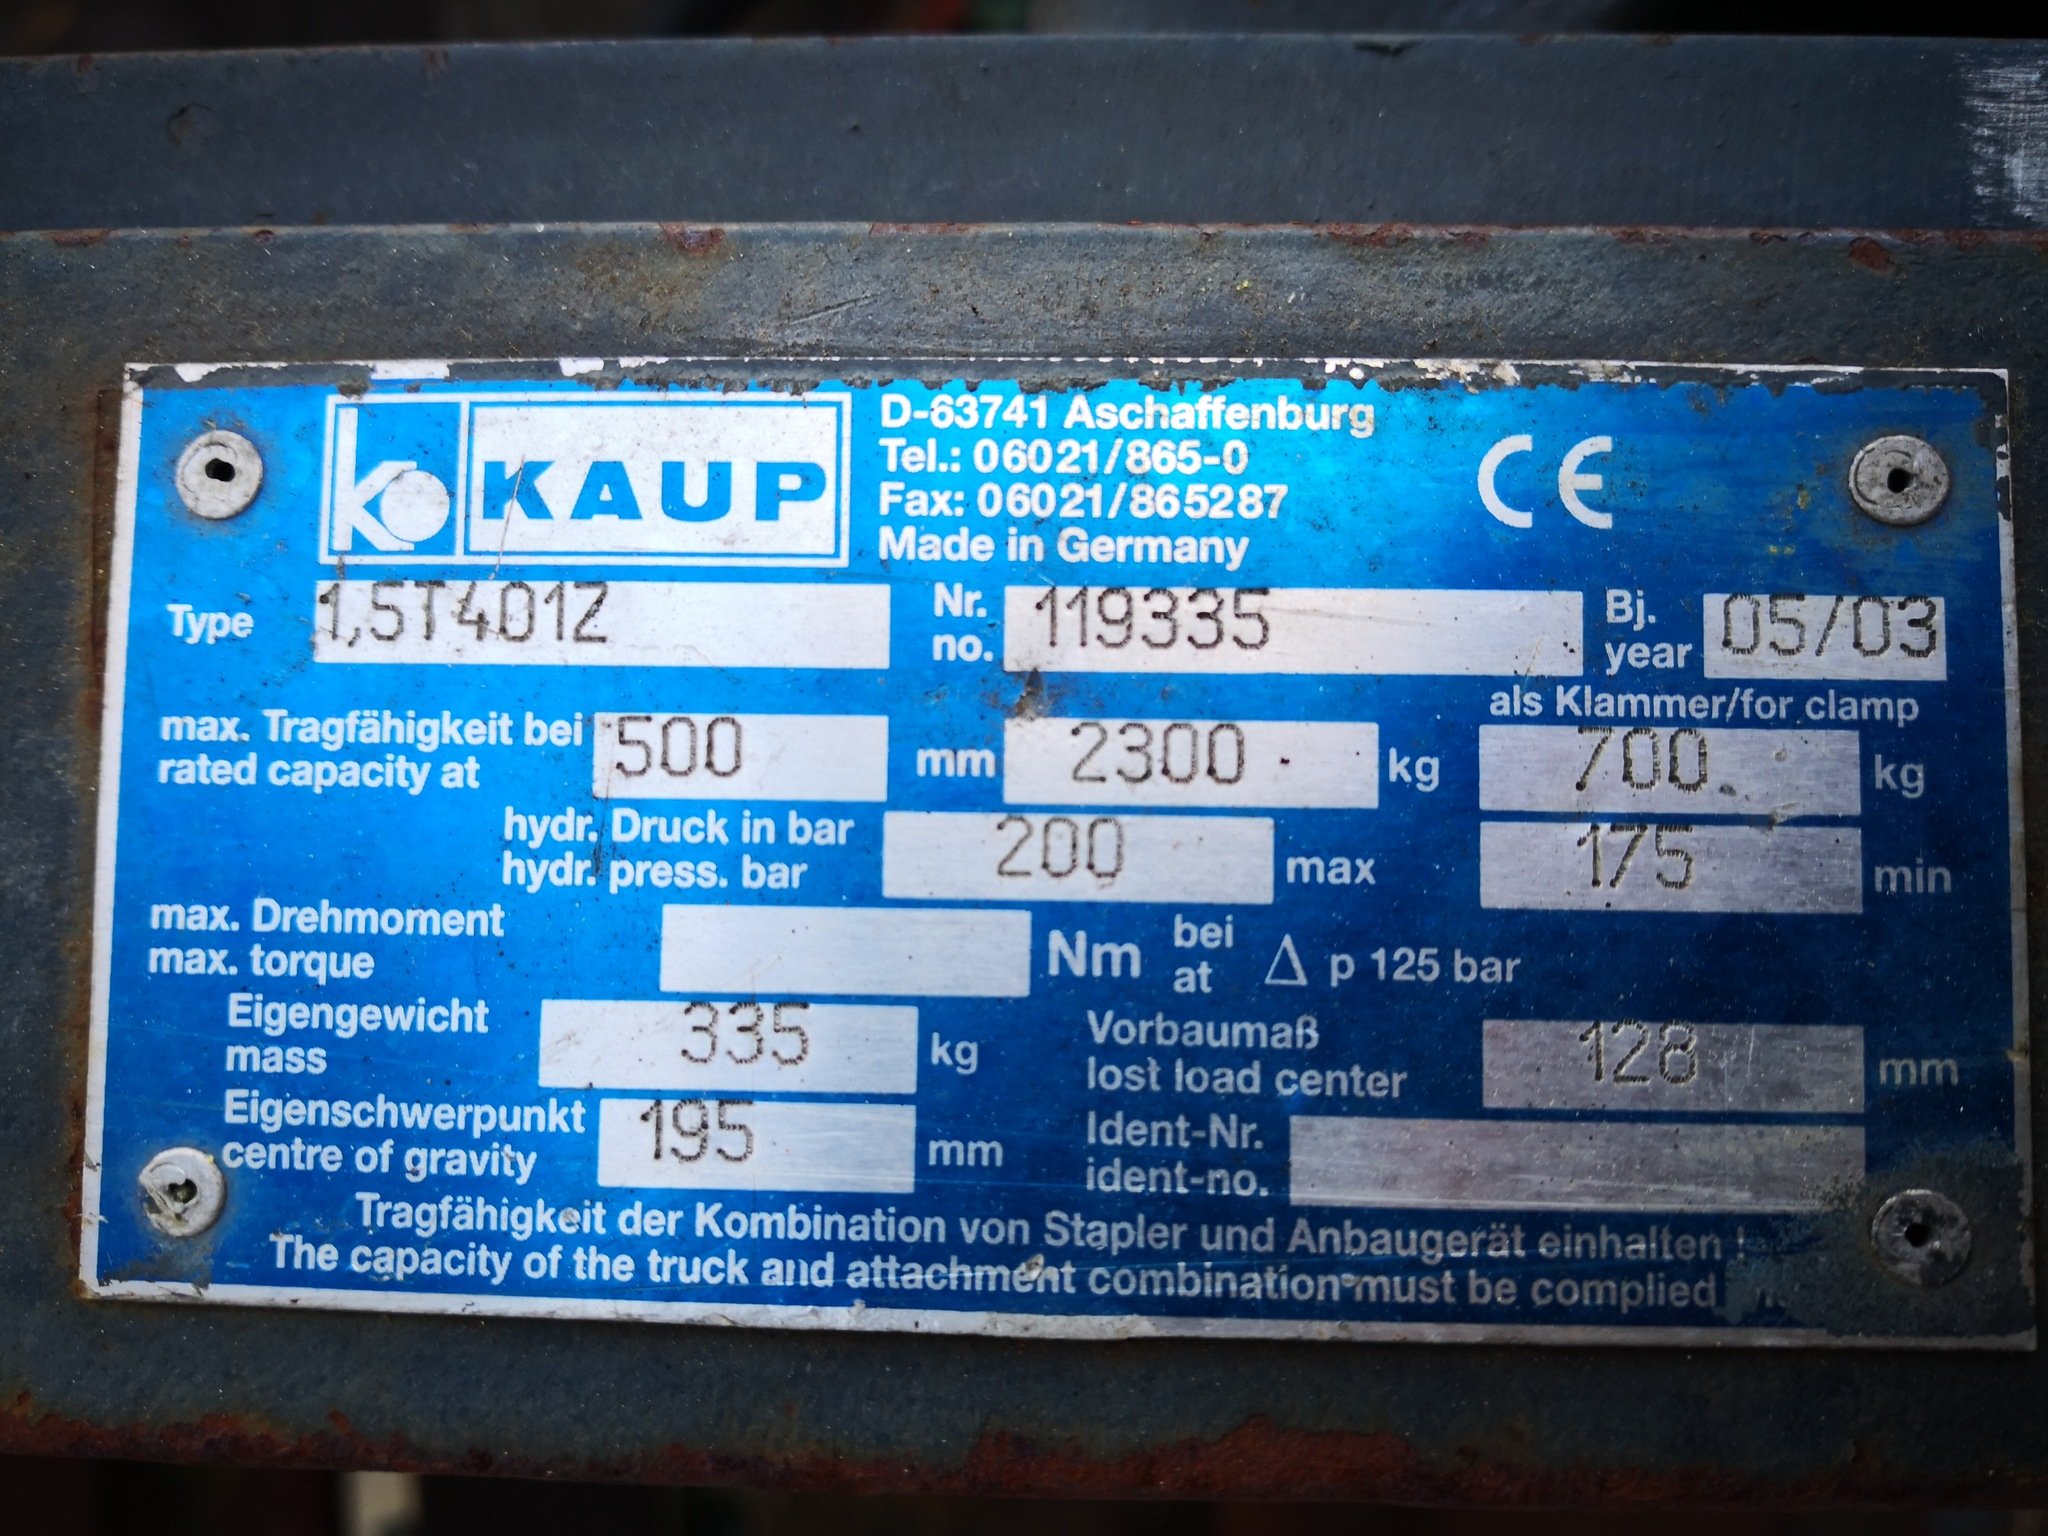 KAUP
D-63741 Aschaffenburg
Tel.: 06021/865-0
Fax: 06021/865287
Made in Germany
CE
Type 1,5T401Z Nr. no. 119335 Bj. year 05/03
als Klammer/for clamp
max. Tragfähigkeit bei
rated capacity at 500 mm 2300 kg 700 kg
hydr. Druck in bar
hydr. press. bar 200 max 175 min
max. Drehmoment
max. torque Nm bei at Δ p 125 bar
Eigengewicht
mass 335 kg
Vorbaumaß
lost load center 128 mm
Eigenschwerpunkt
centre of gravity 195 mm
Ident-Nr.
ident-no.
Tragfähigkeit der Kombination von Stapler und Anbaugerät einhalten !
The capacity of the truck and attachment combination must be complied